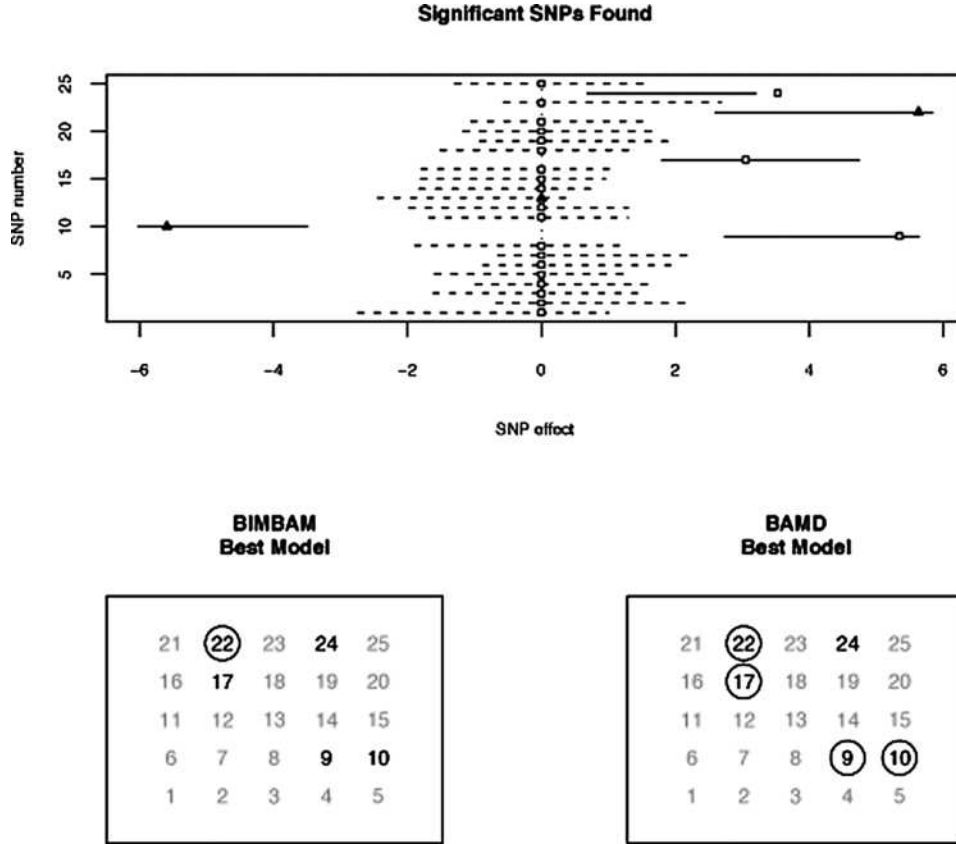 Significant SNPs Found
25
20
15
10
5
SNP number
−6 −4 −2 0 2 4 6
SNP effect
BIMBAM
Best Model
21 22 23 24 25
16 17 18 19 20
11 12 13 14 15
6 7 8 9 10
1 2 3 4 5
BAMD
Best Model
21 22 23 24 25
16 17 18 19 20
11 12 13 14 15
6 7 8 9 10
1 2 3 4 5